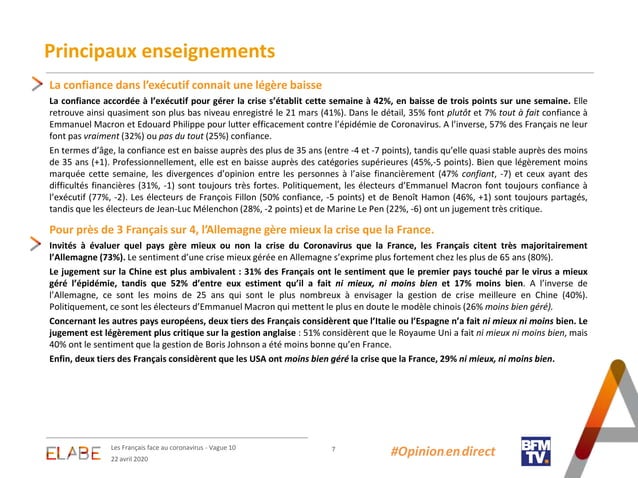 Principaux enseignements
La confiance dans l’exécutif connait une légère baisse
La confiance accordée à l’exécutif pour gérer la crise s’établit cette semaine à 42%, en baisse de trois points sur une semaine. Elle
retrouve ainsi quasiment son plus bas niveau enregistré le 21 mars (41%). Dans le détail, 35% font plutôt et 7% tout à fait confiance à
Emmanuel Macron et Edouard Philippe pour lutter efficacement contre l’épidémie de Coronavirus. A l’inverse, 57% des Français ne leur
font pas vraiment (32%) ou pas du tout (25%) confiance.
En termes d’âge, la confiance est en baisse auprès des plus de 35 ans (entre -4 et -7 points), tandis qu’elle quasi stable auprès des moins
de 35 ans (+1). Professionnellement, elle est en baisse auprès des catégories supérieures (45%,-5 points). Bien que légèrement moins
marquée cette semaine, les divergences d’opinion entre les personnes à l’aise financièrement (47% confiant, -7) et ceux ayant des
difficultés financières (31%, -1) sont toujours très fortes. Politiquement, les électeurs d’Emmanuel Macron font toujours confiance à
l’exécutif (77%, -2). Les électeurs de François Fillon (50% confiance, -5 points) et de Benoît Hamon (46%, +1) sont toujours partagés,
tandis que les électeurs de Jean-Luc Mélenchon (28%, -2 points) et de Marine Le Pen (22%, -6) ont un jugement très critique.
Pour près de 3 Français sur 4, l’Allemagne gère mieux la crise que la France.
Invités à évaluer quel pays gère mieux ou non la crise du Coronavirus que la France, les Français citent très majoritairement
l’Allemagne (73%). Le sentiment d’une crise mieux gérée en Allemagne s’exprime plus fortement chez les plus de 65 ans (80%).
Le jugement sur la Chine est plus ambivalent : 31% des Français ont le sentiment que le premier pays touché par le virus a mieux
géré l’épidémie, tandis que 52% d’entre eux estiment qu’il a fait ni mieux, ni moins bien et 17% moins bien. A l’inverse de
l’Allemagne, ce sont les moins de 25 ans qui sont le plus nombreux à envisager la gestion de crise meilleure en Chine (40%).
Politiquement, ce sont les électeurs d’Emmanuel Macron qui mettent le plus en doute le modèle chinois (26% moins bien géré).
Concernant les autres pays européens, deux tiers des Français considèrent que l’Italie ou l’Espagne n’a fait ni mieux ni moins bien. Le
jugement est légèrement plus critique sur la gestion anglaise : 51% considèrent que le Royaume Uni a fait ni mieux ni moins bien, mais
40% ont le sentiment que la gestion de Boris Johnson a été moins bonne qu’en France.
Enfin, deux tiers des Français considèrent que les USA ont moins bien géré la crise que la France, 29% ni mieux, ni moins bien.
ELABE
Les Français face au coronavirus - Vague 10
22 avril 2020
7
#Opinionendirect
BFM
TV.